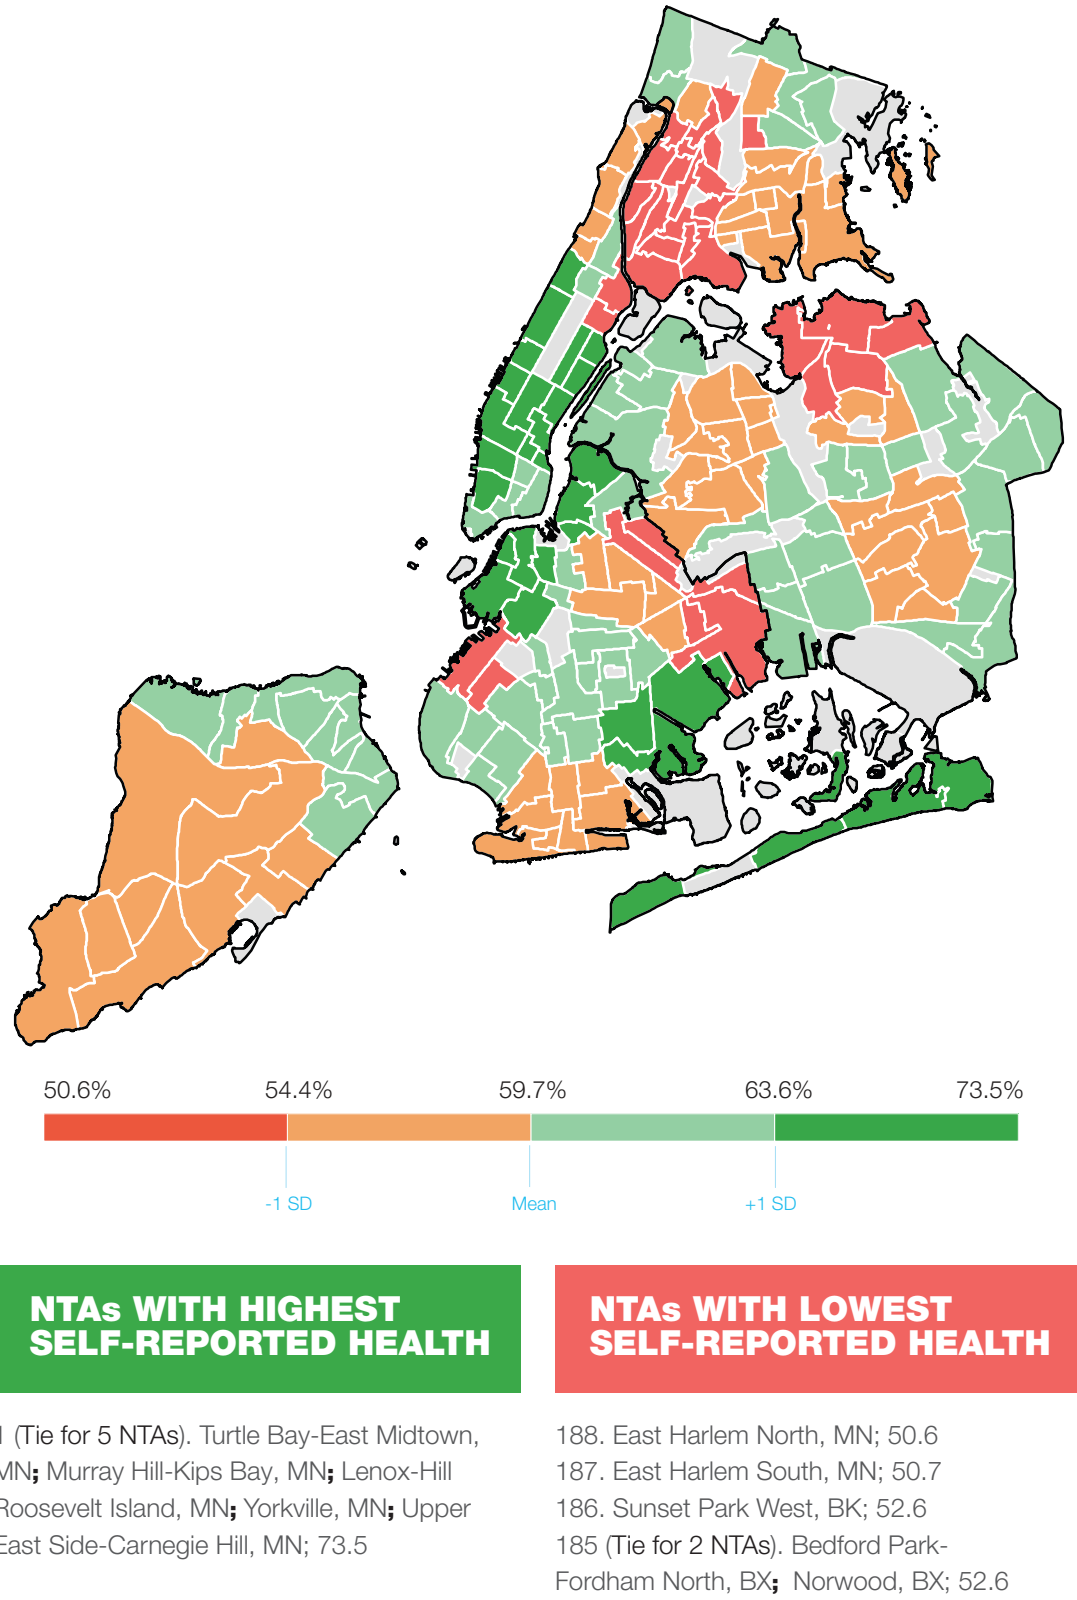 50.6% 54.4% 59.7% 63.6% 73.5%
-1 SD Mean +1 SD
NTAs WITH HIGHEST
SELF-REPORTED HEALTH
(Tie for 5 NTAs). Turtle Bay-East Midtown,
MN; Murray Hill-Kips Bay, MN; Lenox-Hill
Roosevelt Island, MN; Yorkville, MN; Upper
East Side-Carnegie Hill, MN; 73.5
NTAs WITH LOWEST
SELF-REPORTED HEALTH
188. East Harlem North, MN; 50.6
187. East Harlem South, MN; 50.7
186. Sunset Park West, BK; 52.6
185 (Tie for 2 NTAs). Bedford Park-
Fordham North, BX; Norwood, BX; 52.6